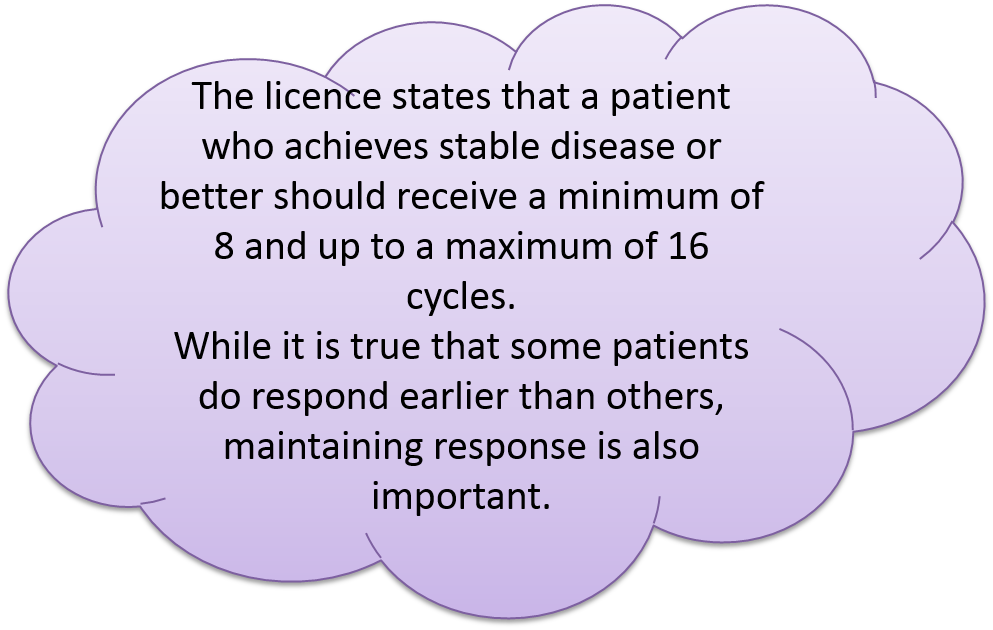 The licence states that a patient
who achieves stable disease or
better should receive a minimum of
8 and up to a maximum of 16
cycles.
While it is true that some patients
do respond earlier than others,
maintaining response is also
important.